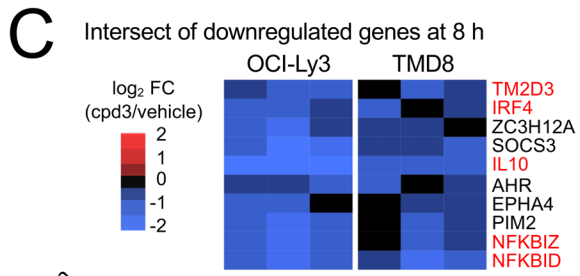 C
Intersect of downregulated genes at 8 h
OCI-Ly3 TMD8
log₂ FC
(cpd3/vehicle)
2
1
0
-1
-2
TM2D3
IRF4
ZC3H12A
SOCS3
IL10
AHR
EPHA4
PIM2
NFKBIZ
NFKBID